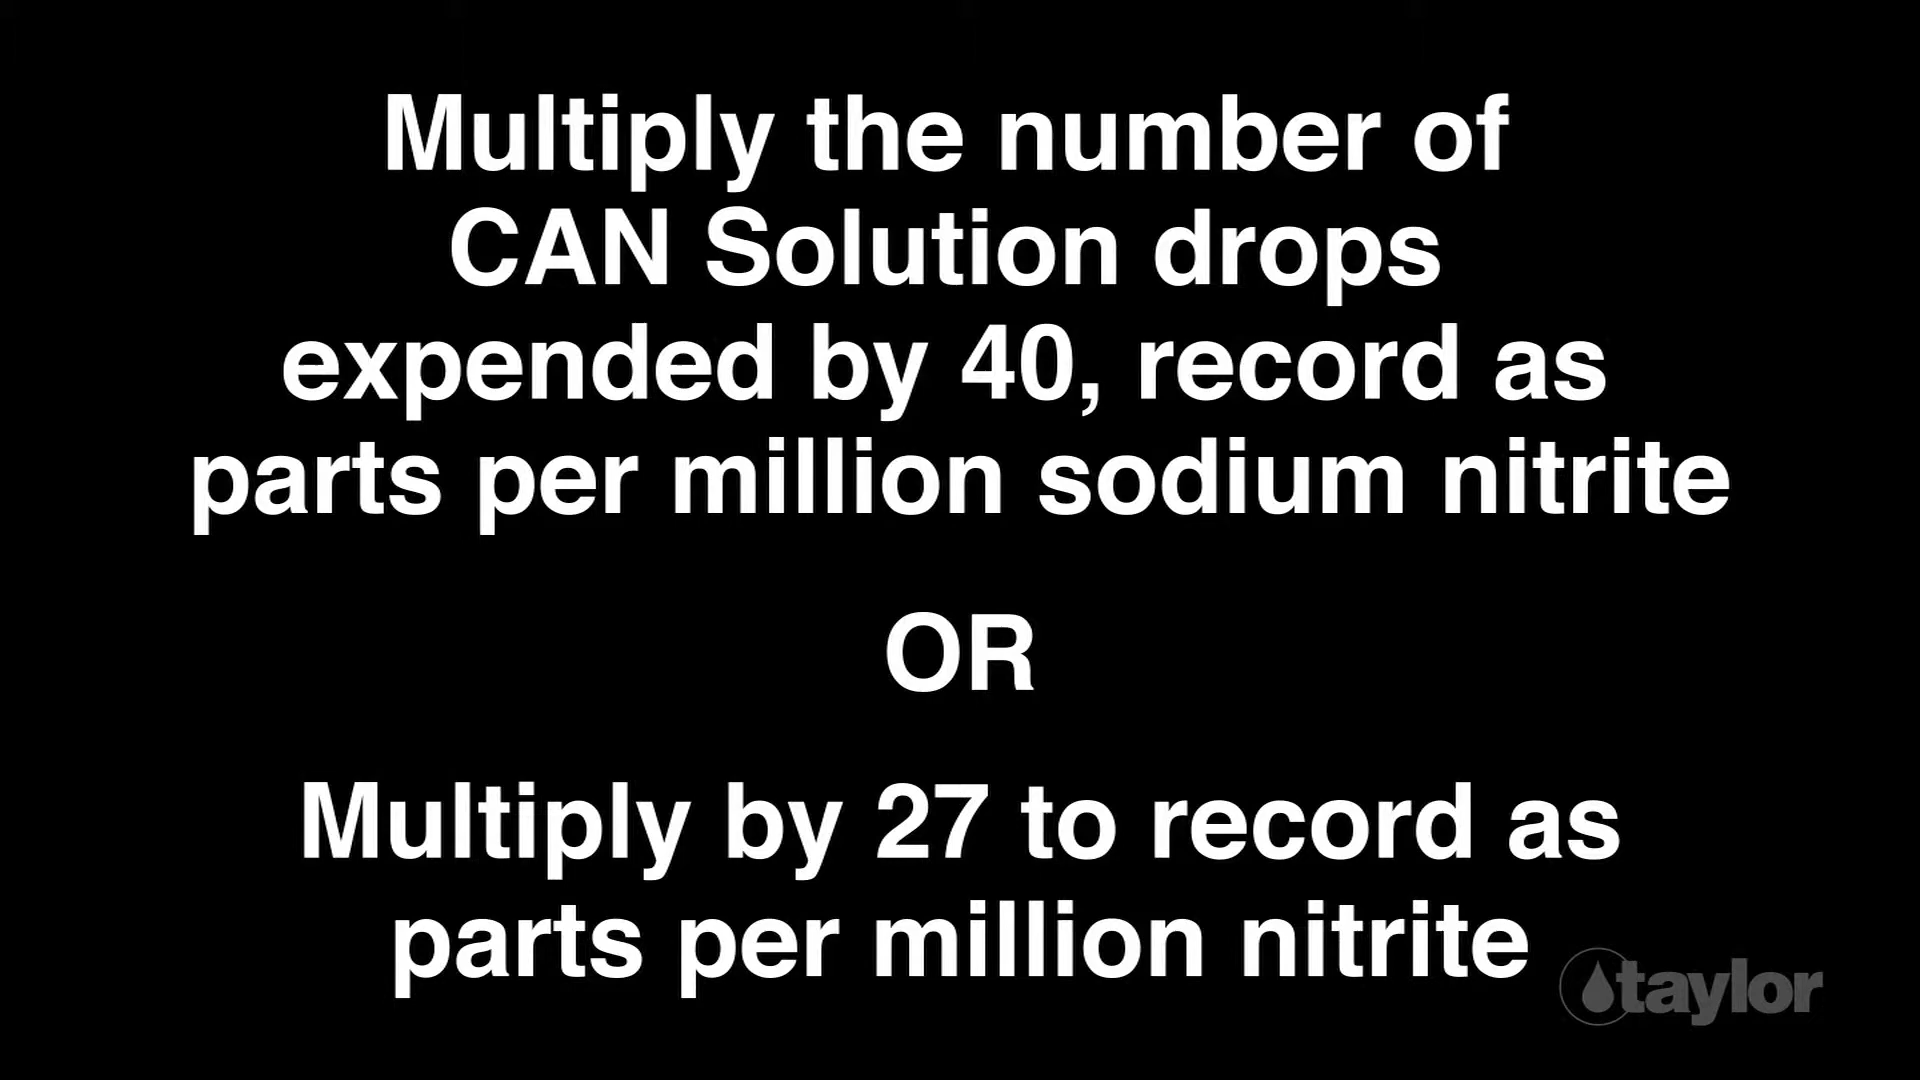 Multiply the number of
CAN Solution drops
expended by 40, record as
parts per million sodium nitrite
OR
Multiply by 27 to record as
parts per million nitrite
taylor